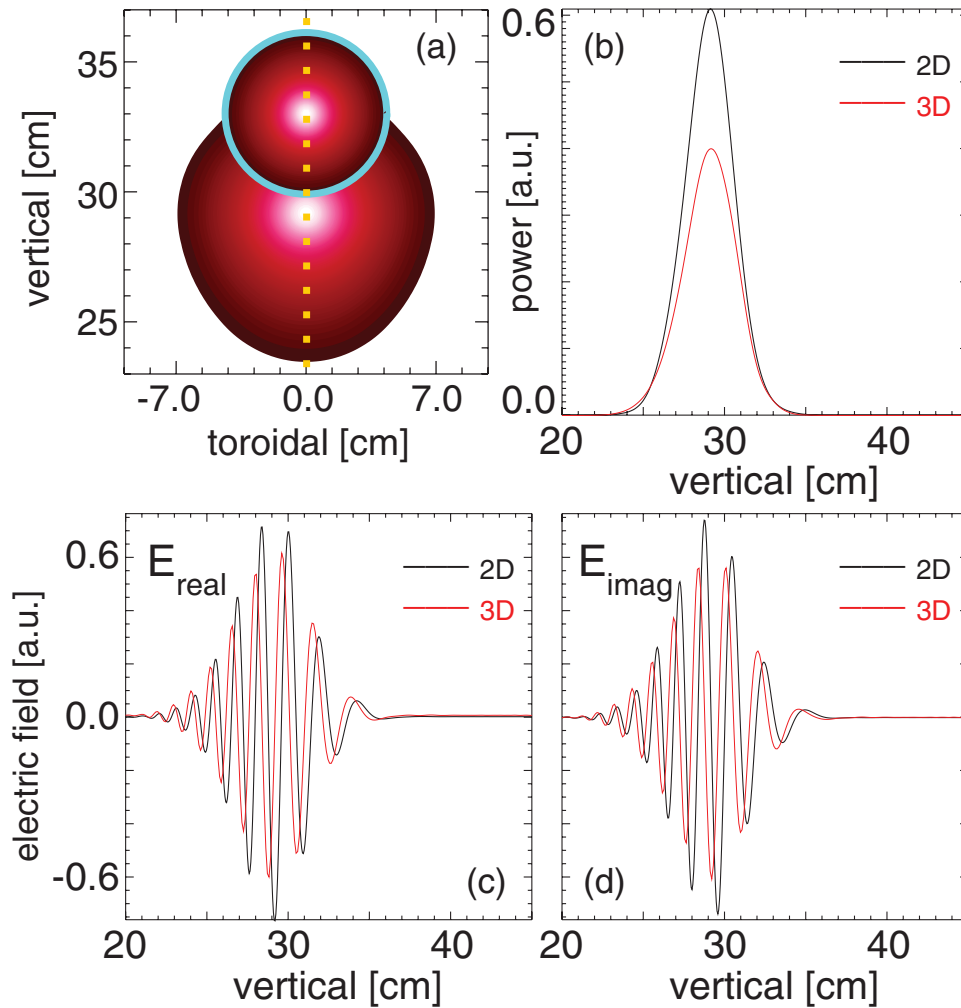 (a)
35
30
25
vertical [cm]
-7.0
0.0
7.0
toroidal [cm]
(b)
0.6
0.0
power [a.u.]
2D
3D
20
30
40
vertical [cm]
E_real
2D
3D
0.6
0.0
-0.6
electric field [a.u.]
(c)
20
30
40
vertical [cm]
E_imag
2D
3D
(d)
20
30
40
vertical [cm]